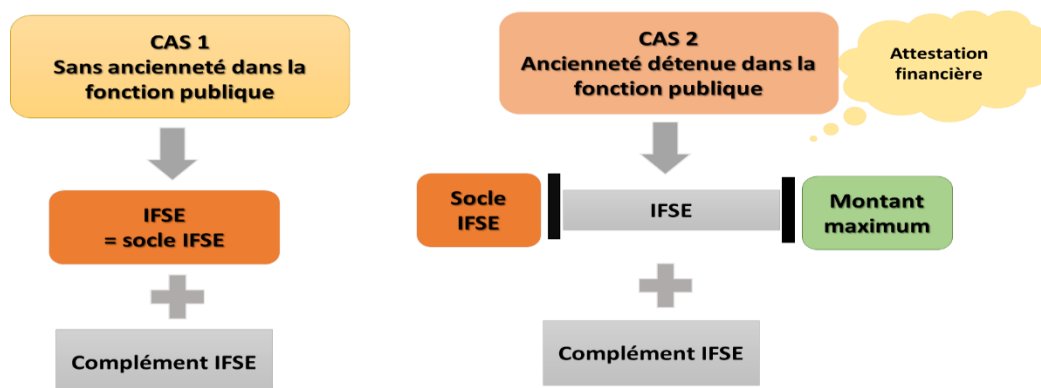 CAS 1
Sans ancienneté dans la
fonction publique
IFSE
= socle IFSE
Complément IFSE
CAS 2
Ancienneté détenue dans la
fonction publique
Attestation
financière
Socle
IFSE
IFSE
Montant
maximum
Complément IFSE